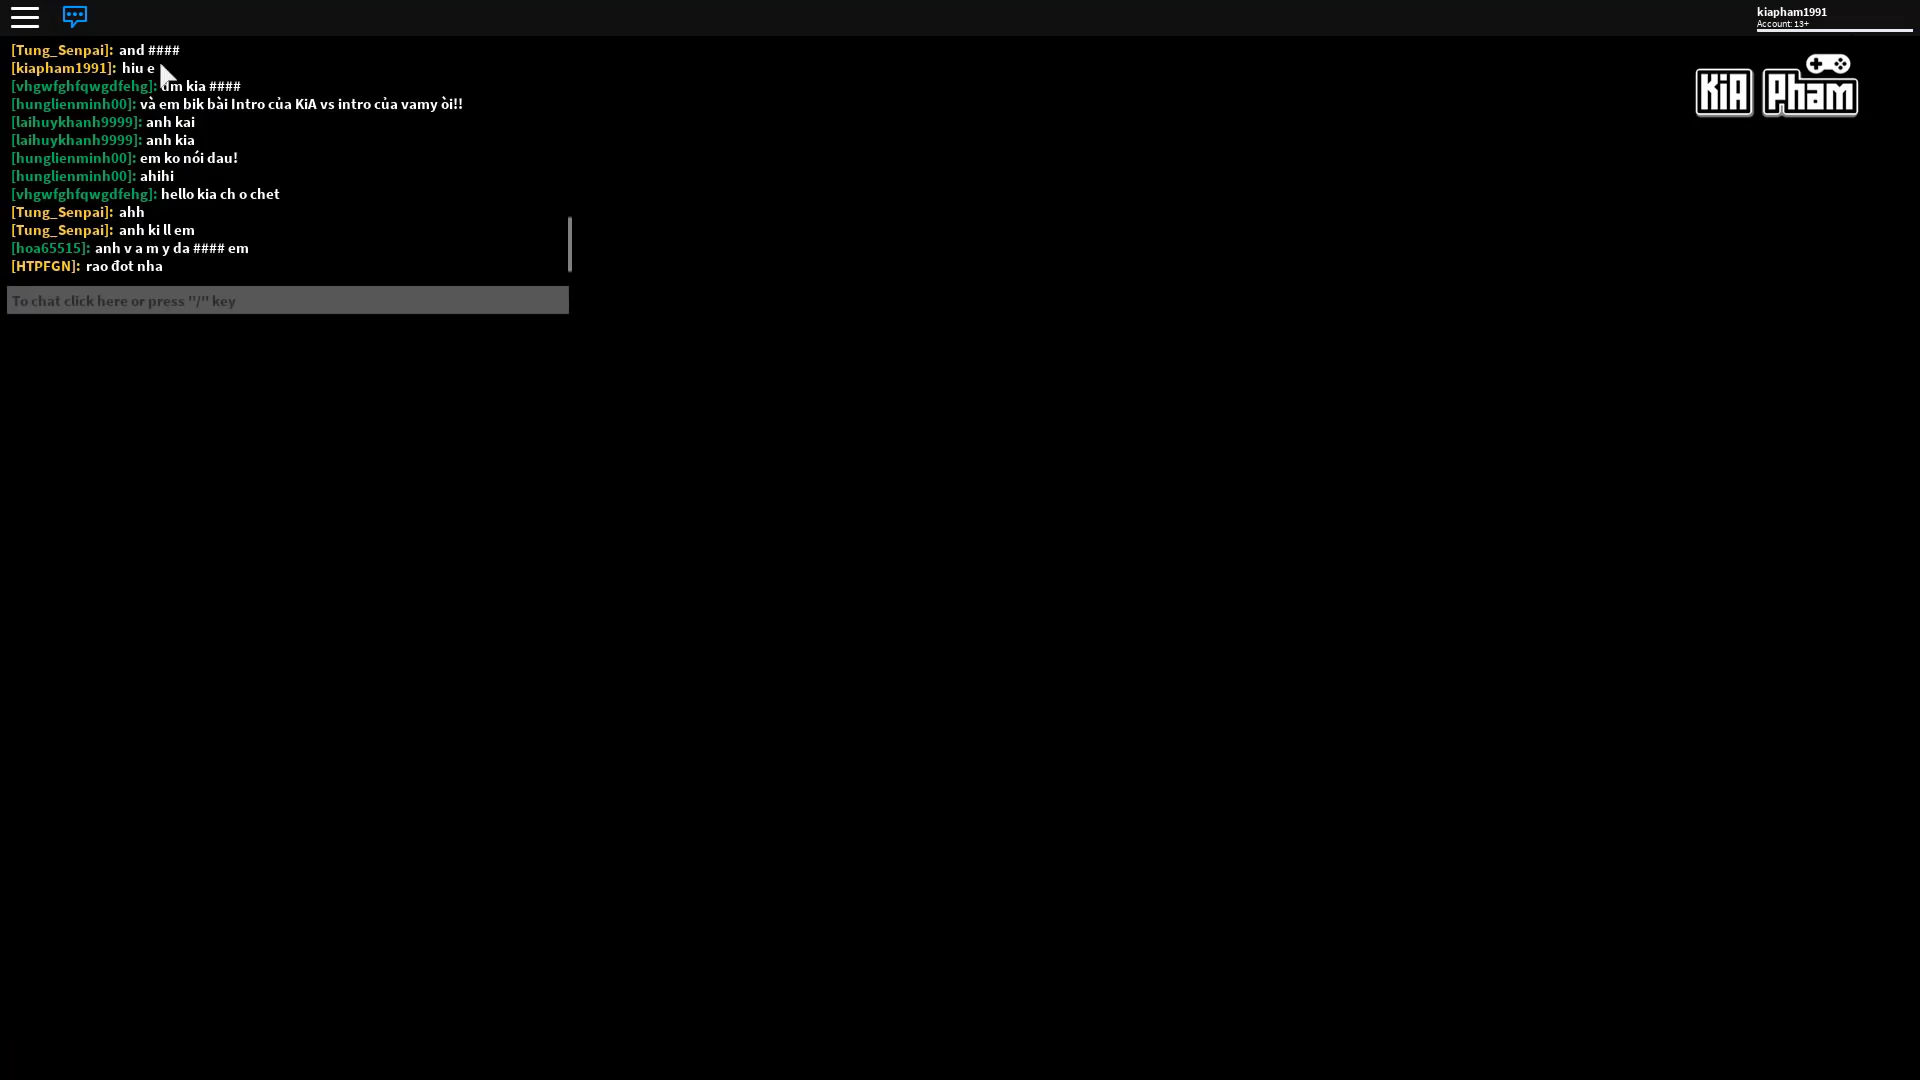 kiapham1991
Account: 13+
[Tung_Senpai]: and ####
[kiapham1991]: hiu e
[vhgwfghfqwgdfehg]: dm kia ####
[hunglienminh00]: và em bik bài Intro của KiA vs intro của vamy òi!!
[laihuykhanh9999]: anh kai
[laihuykhanh9999]: anh kia
[hunglienminh00]: em ko nói dau!
[hunglienminh00]: ahihi
[vhgwfghfqwgdfehg]: hello kia ch o chet
[Tung_Senpai]: ahh
[Tung_Senpai]: anh ki ll em
[hoa65515]: anh v a m y da #### em
[HTPFGN]: rao đot nha
To chat click here or press "/" key
KiA Pham